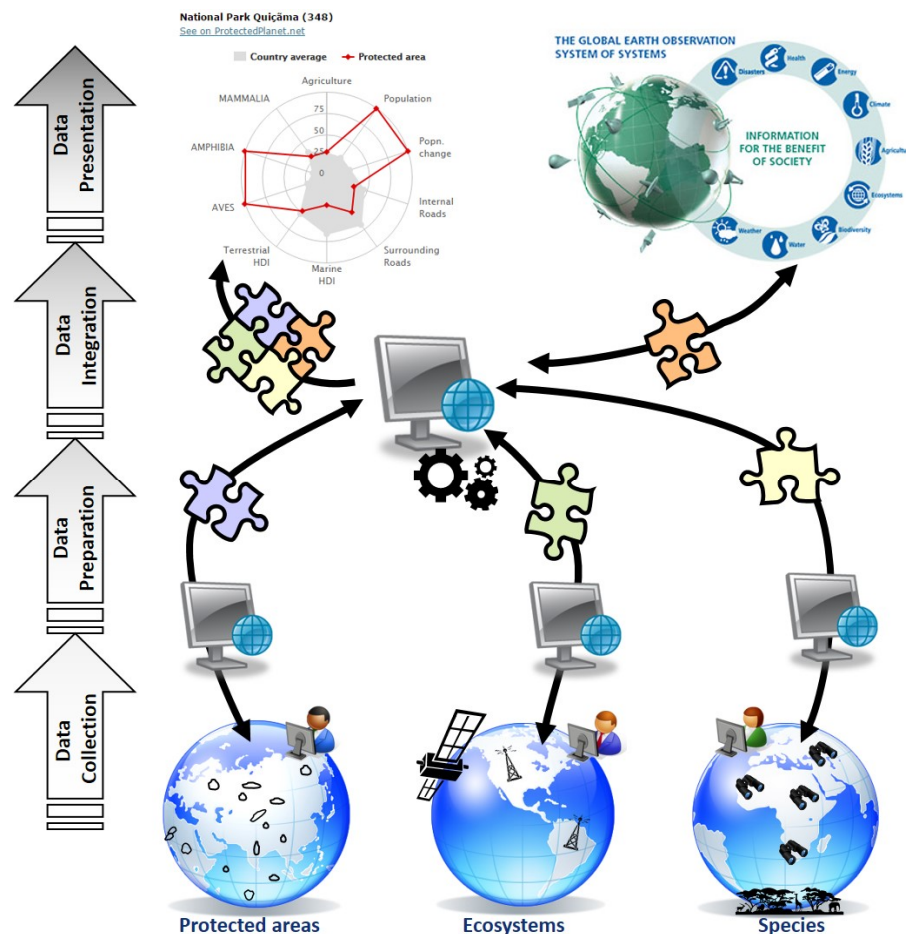 National Park Quiçãma (348)
See on ProtectedPlanet.net
Country average
Protected area
Agriculture
Population
Popn.
change
Internal
Roads
Surrounding
Roads
Marine
HDI
Terrestrial
HDI
AVES
AMPHIBIA
MAMMALIA
75
50
25
0
THE GLOBAL EARTH OBSERVATION
SYSTEM OF SYSTEMS
Disasters
Health
Energy
Climate
Agricultu
Ecosystems
Biodiversity
Water
Weather
INFORMATION
FOR THE BENEFIT
OF SOCIETY
Data
Presentation
Data
Integration
Data
Preparation
Data
Collection
Protected areas
Ecosystems
Species